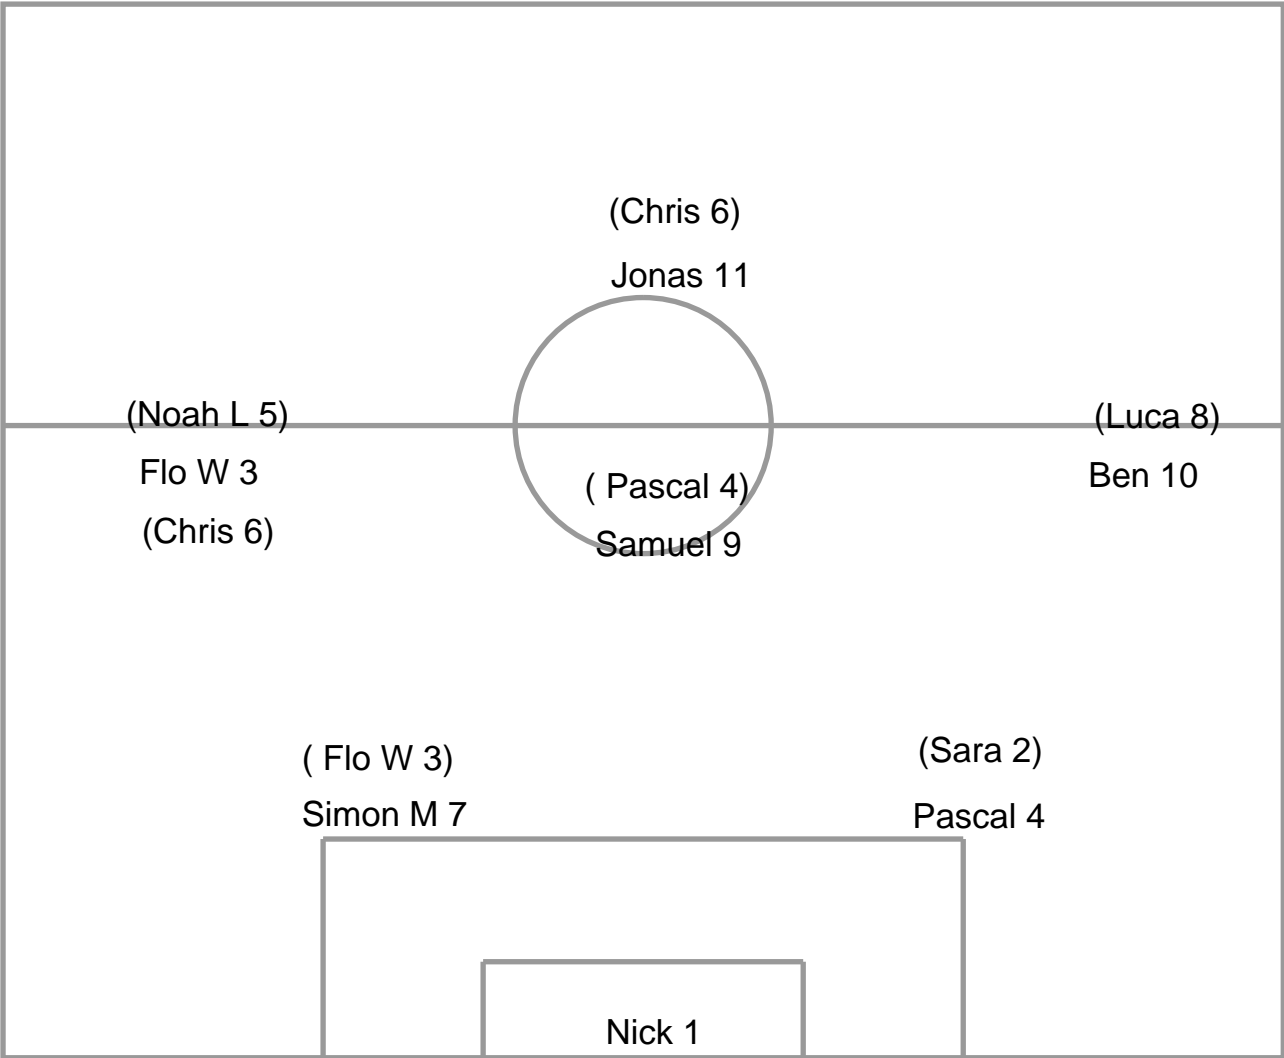 (Chris 6)
Jonas 11
(Noah L 5)
(Luca 8)
Flo W 3
Ben 10
( Pascal 4)
(Chris 6)
Samuel 9
( Flo W 3)
(Sara 2)
Simon M 7
Pascal 4
Nick 1